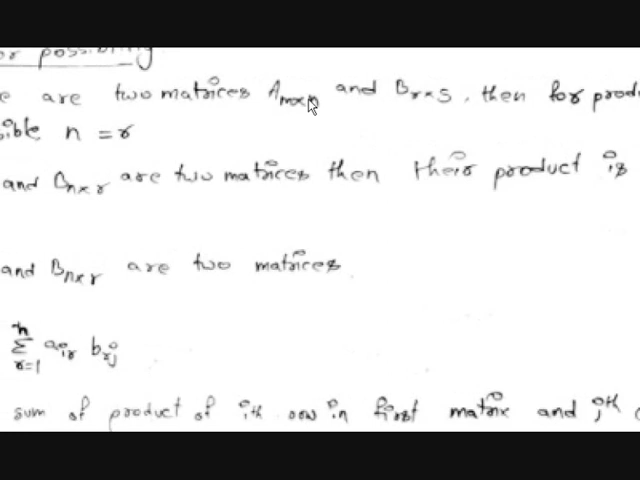 or possibility
e are two matrices Amxn and Brxs, then for produ
sible n = r
and Bnxr are two matrices then their product is
and Bnxr are two matrices
n
Σ air brj
r=1
sum of product of ith row in first matrix and jth